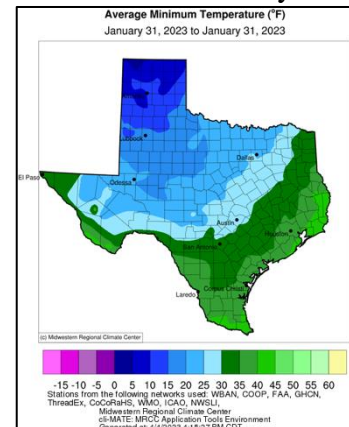 Average Minimum Temperature (°F)
January 31, 2023 to January 31, 2023
Lubbock
Dallas
El Paso
Odessa
Austin
Houston
San Antonio
Corpus Christi
Laredo
(c) Midwestern Regional Climate Center
-15 -10 -5 0 5 10 15 20 25 30 35 40 45 50 55 60
Stations from the following networks used: WBAN, COOP, FAA, GHCN,
ThreadEx, CoCoRaHS, WMO, ICAO, NWSLI,
Midwestern Regional Climate Center
cli-MATE: MRCC Application Tools Environment